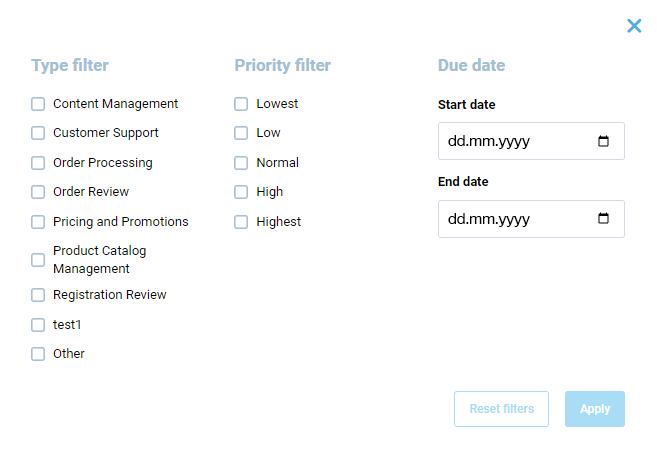 Type filter
Content Management
Customer Support
Order Processing
Order Review
Pricing and Promotions
Product Catalog
Management
Registration Review
test1
Other
Priority filter
Lowest
Low
Normal
High
Highest
Due date
Start date
dd.mm.yyyy
End date
dd.mm.yyyy
Reset filters
Apply